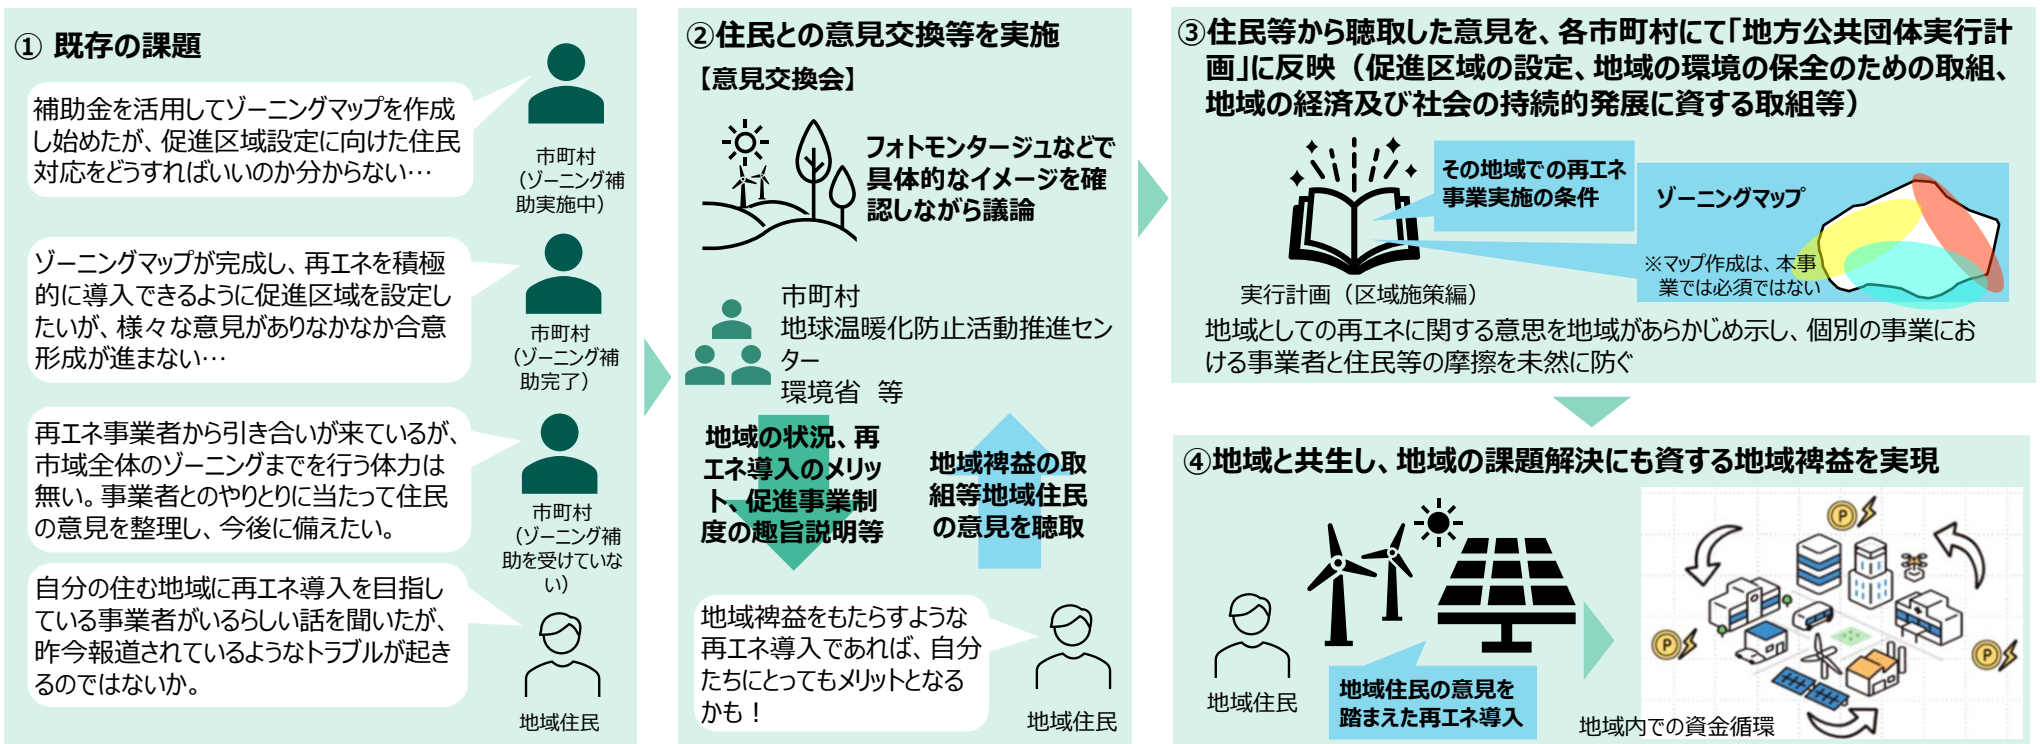 ① 既存の課題
補助金を活用してゾーニングマップを作成
し始めたが、促進区域設定に向けた住民
対応をどうすればいいのか分からない…
市町村
（ゾーニング補
助実施中）
ゾーニングマップが完成し、再エネを積極
的に導入できるように促進区域を設定し
たいが、様々な意見がありなかなか合意
形成が進まない…
市町村
（ゾーニング補
助完了）
再エネ事業者から引き合いが来ているが、
市域全体のゾーニングまでを行う体力は
無い。事業者とのやりとりに当たって住民
の意見を整理し、今後に備えたい。
市町村
（ゾーニング補
助を受けていな
い）
自分の住む地域に再エネ導入を目指し
ている事業者がいるらしい話を聞いたが、
昨今報道されているようなトラブルが起き
るのではないか。
地域住民
②住民との意見交換等を実施
【意見交換会】
フォトモンタージュなどで
具体的なイメージを確
認しながら議論
市町村
地球温暖化防止活動推進セン
ター
環境省　等
地域の状況、再
エネ導入のメリッ
ト、促進事業制
度の趣旨説明等
地域裨益の取
組等地域住民
の意見を聴取
地域裨益をもたらすような
再エネ導入であれば、自分
たちにとってもメリットとなる
かも！
地域住民
③住民等から聴取した意見を、各市町村にて「地方公共団体実行計
画」に反映（促進区域の設定、地域の環境の保全のための取組、
地域の経済及び社会の持続的発展に資する取組等）
その地域での再エネ
事業実施の条件
ゾーニングマップ
※マップ作成は、本事
業では必須ではない
実行計画（区域施策編）
地域としての再エネに関する意思を地域があらかじめ示し、個別の事業にお
ける事業者と住民等の摩擦を未然に防ぐ
④地域と共生し、地域の課題解決にも資する地域裨益を実現
地域住民
地域住民の意見を
踏まえた再エネ導入
P
P
P
地域内での資金循環